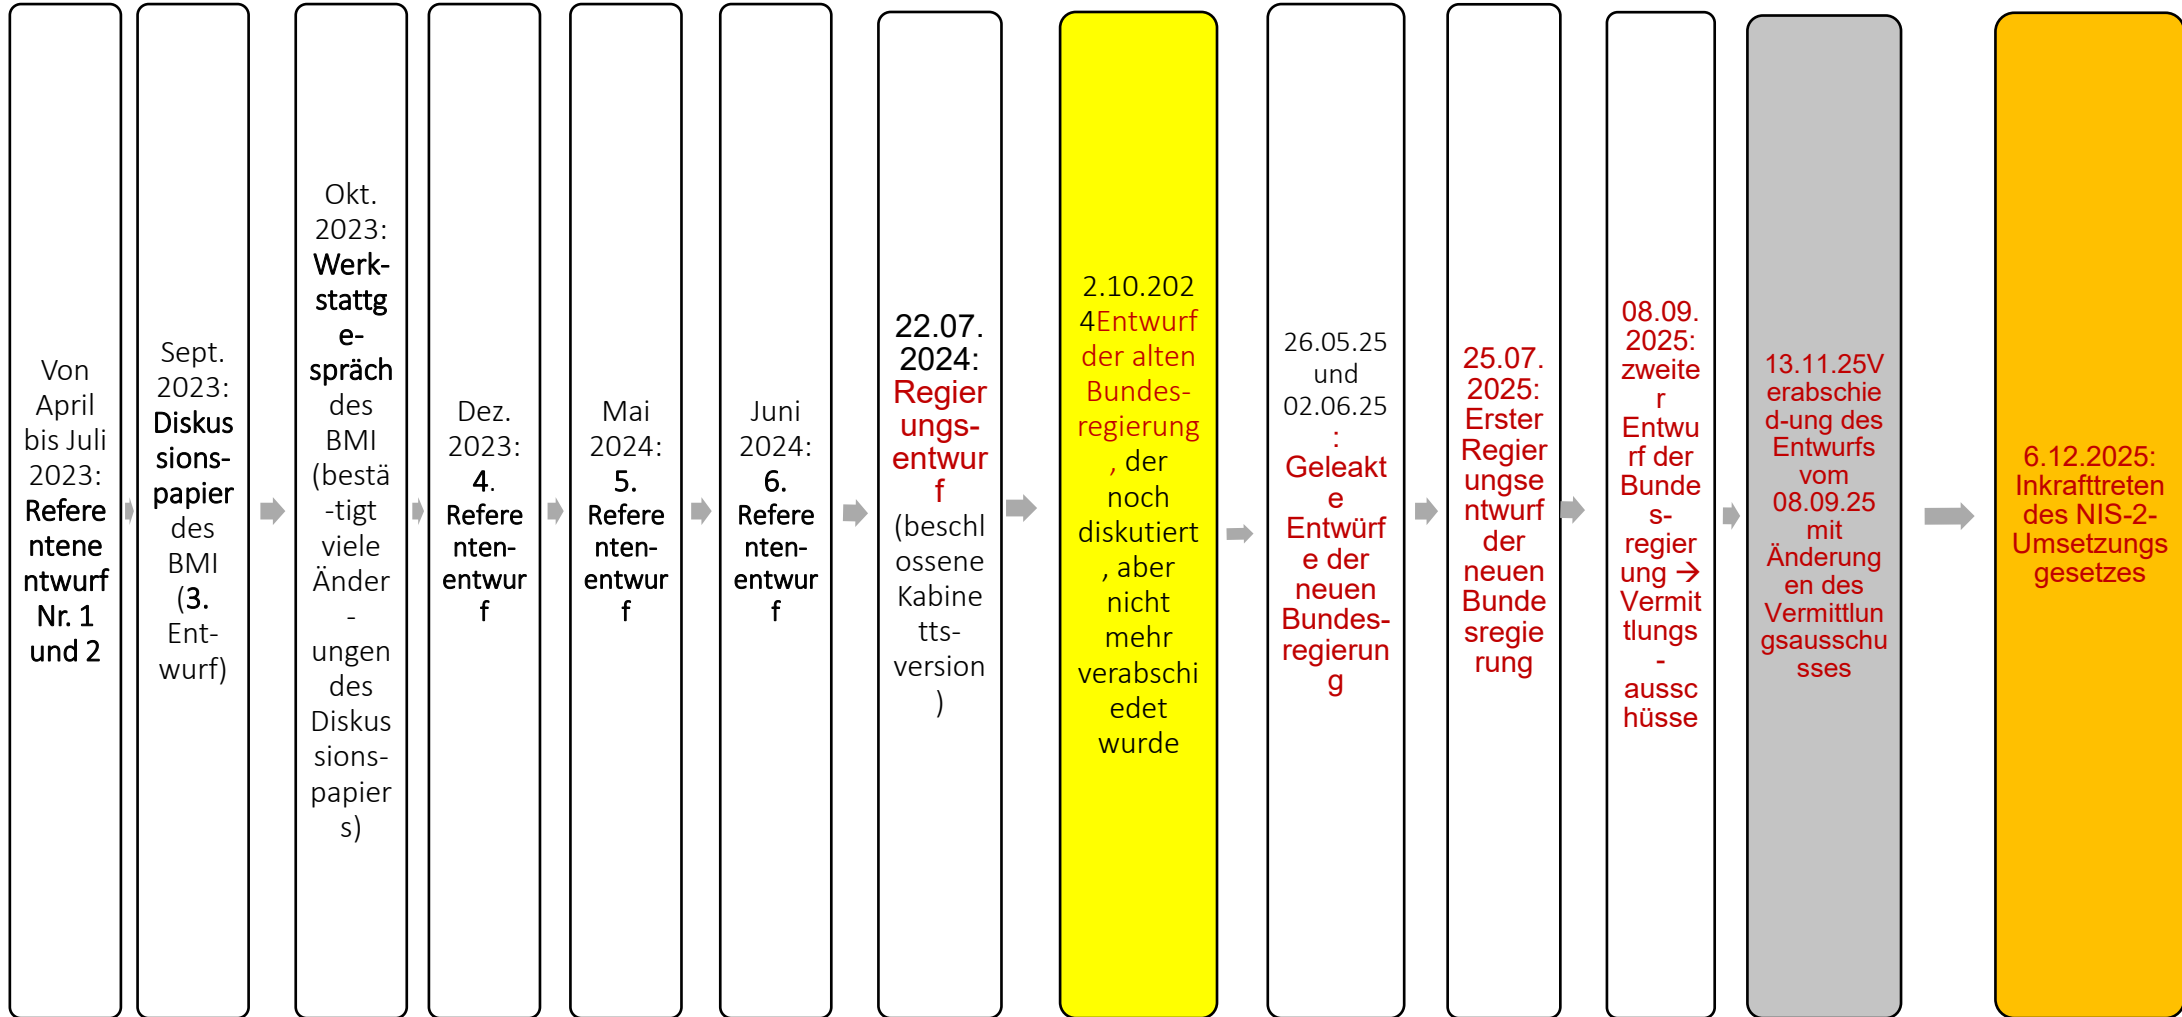 Von
April
bis Juli
2023:
Refere
ntene
ntwurf
Nr. 1
und 2
Sept.
2023:
Diskus
sions-
papier
des
BMI
(3.
Ent-
wurf)
Okt.
2023:
Werk-
stattg
e-
spräch
des
BMI
(bestä
-tigt
viele
Änder
-
ungen
des
Diskus
sions-
papier
s)
Dez.
2023:
4.
Refere
nten-
entwur
f
Mai
2024:
5.
Refere
nten-
entwur
f
Juni
2024:
6.
Refere
nten-
entwur
f
22.07.
2024:
Regier
ungs-
entwur
f
(beschl
ossene
Kabine
tts-
version
)
2.10.202
4Entwurf
der alten
Bundes-
regierung
, der
noch
diskutiert
, aber
nicht
mehr
verabschi
edet
wurde
26.05.25
und
02.06.25
:
Geleakt
e
Entwürf
e der
neuen
Bundes-
regierun
g
25.07.
2025:
Erster
Regier
ungse
ntwurf
der
neuen
Bunde
sregie
rung
08.09.
2025:
zweite
r
Entwu
rf der
Bunde
s-
regier
ung →
Vermit
tlungs
-
aussc
hüsse
13.11.25V
erabschie
d-ung des
Entwurfs
vom
08.09.25
mit
Änderung
en des
Vermittlun
gsausschu
sses
6.12.2025:
Inkrafttreten
des NIS-2-
Umsetzungs
gesetzes